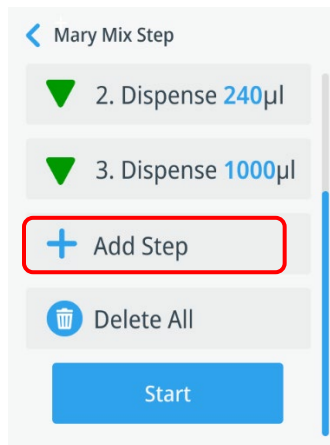 Mary Mix Step
2. Dispense 240µl
3. Dispense 1000µl
Add Step
Delete All
Start